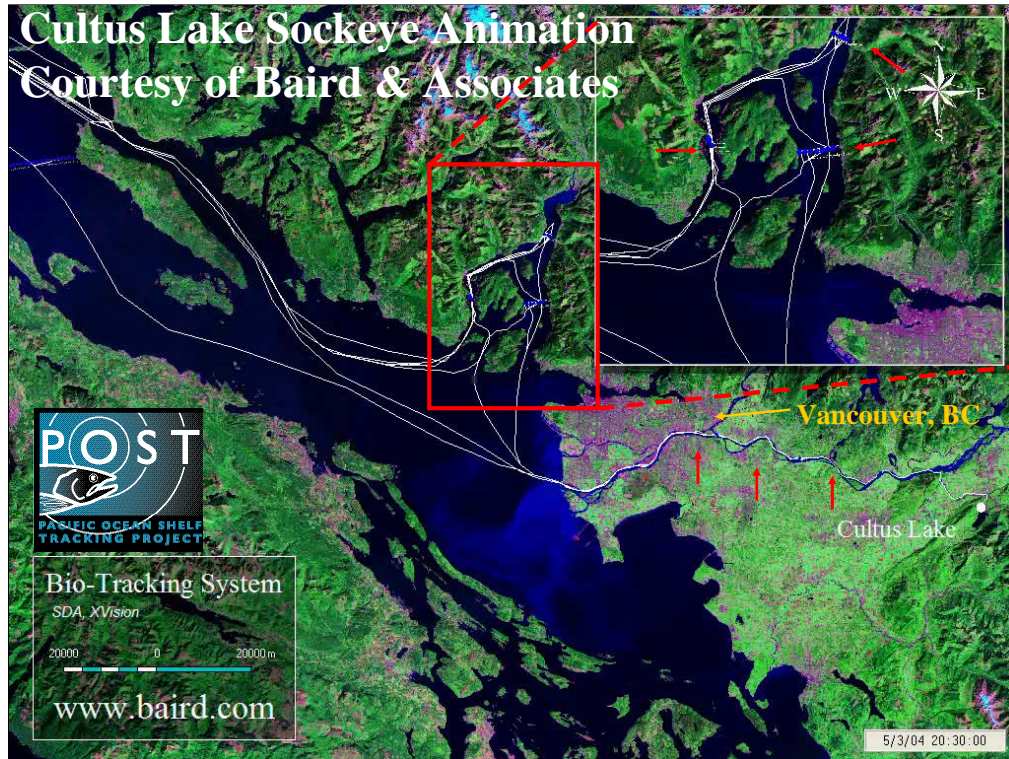 Cultus Lake Sockeye Animation
Courtesy of Baird & Associates
N
W E
S
Vancouver, BC
POST
PACIFIC OCEAN SHELF
TRACKING PROJECT
Cultus Lake
Bio-Tracking System
SDA, XVision
20000 0 20000 m
www.baird.com
5/3/04 20:30:00